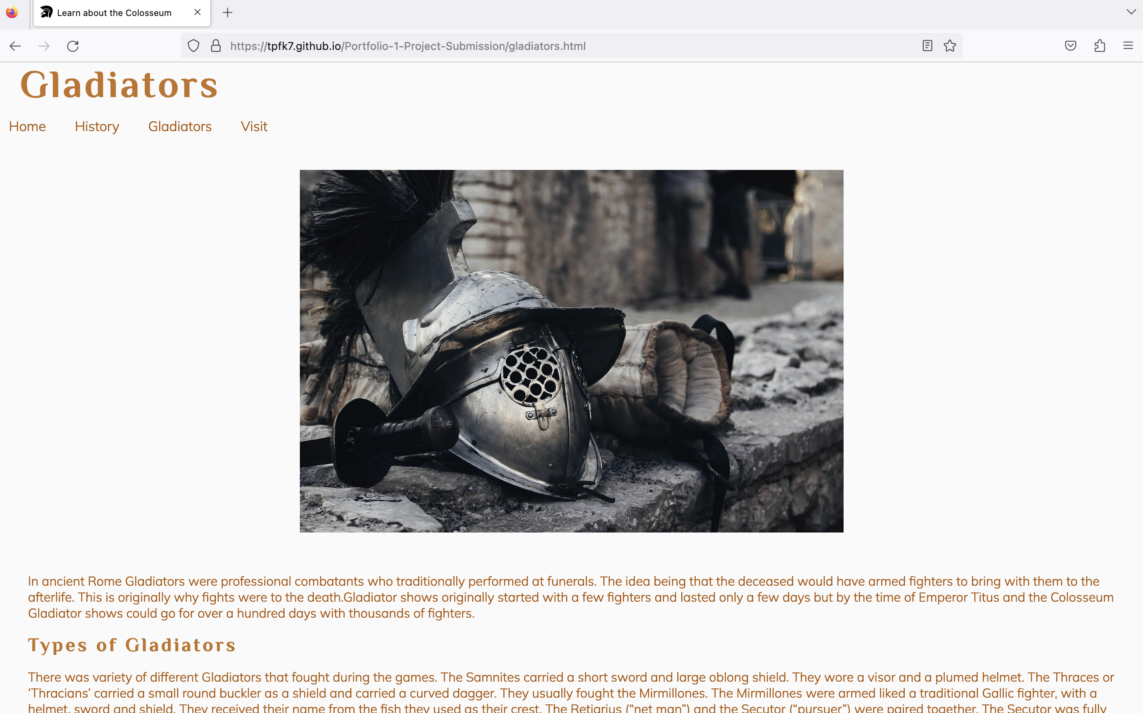 Learn about the Colosseum
https://tpfk7.github.io/Portfolio-1-Project-Submission/gladiators.html
Gladiators
Home History Gladiators Visit
In ancient Rome Gladiators were professional combatants who traditionally performed at funerals. The idea being that the deceased would have armed fighters to bring with them to the
afterlife. This is originally why fights were to the death.Gladiator shows originally started with a few fighters and lasted only a few days but by the time of Emperor Titus and the Colosseum
Gladiator shows could go for over a hundred days with thousands of fighters.
Types of Gladiators
There was variety of different Gladiators that fought during the games. The Samnites carried a short sword and large oblong shield. They wore a visor and a plumed helmet. The Thraces or
‘Thracians’ carried a small round buckler as a shield and carried a curved dagger. They usually fought the Mirmillones. The Mirmillones were armed liked a traditional Gallic fighter, with a
helmet, sword and shield. They received their name from the fish they used as their crest. The Retiarius (“net man”) and the Secutor (“pursuer”) were paired together. The Secutor was fully